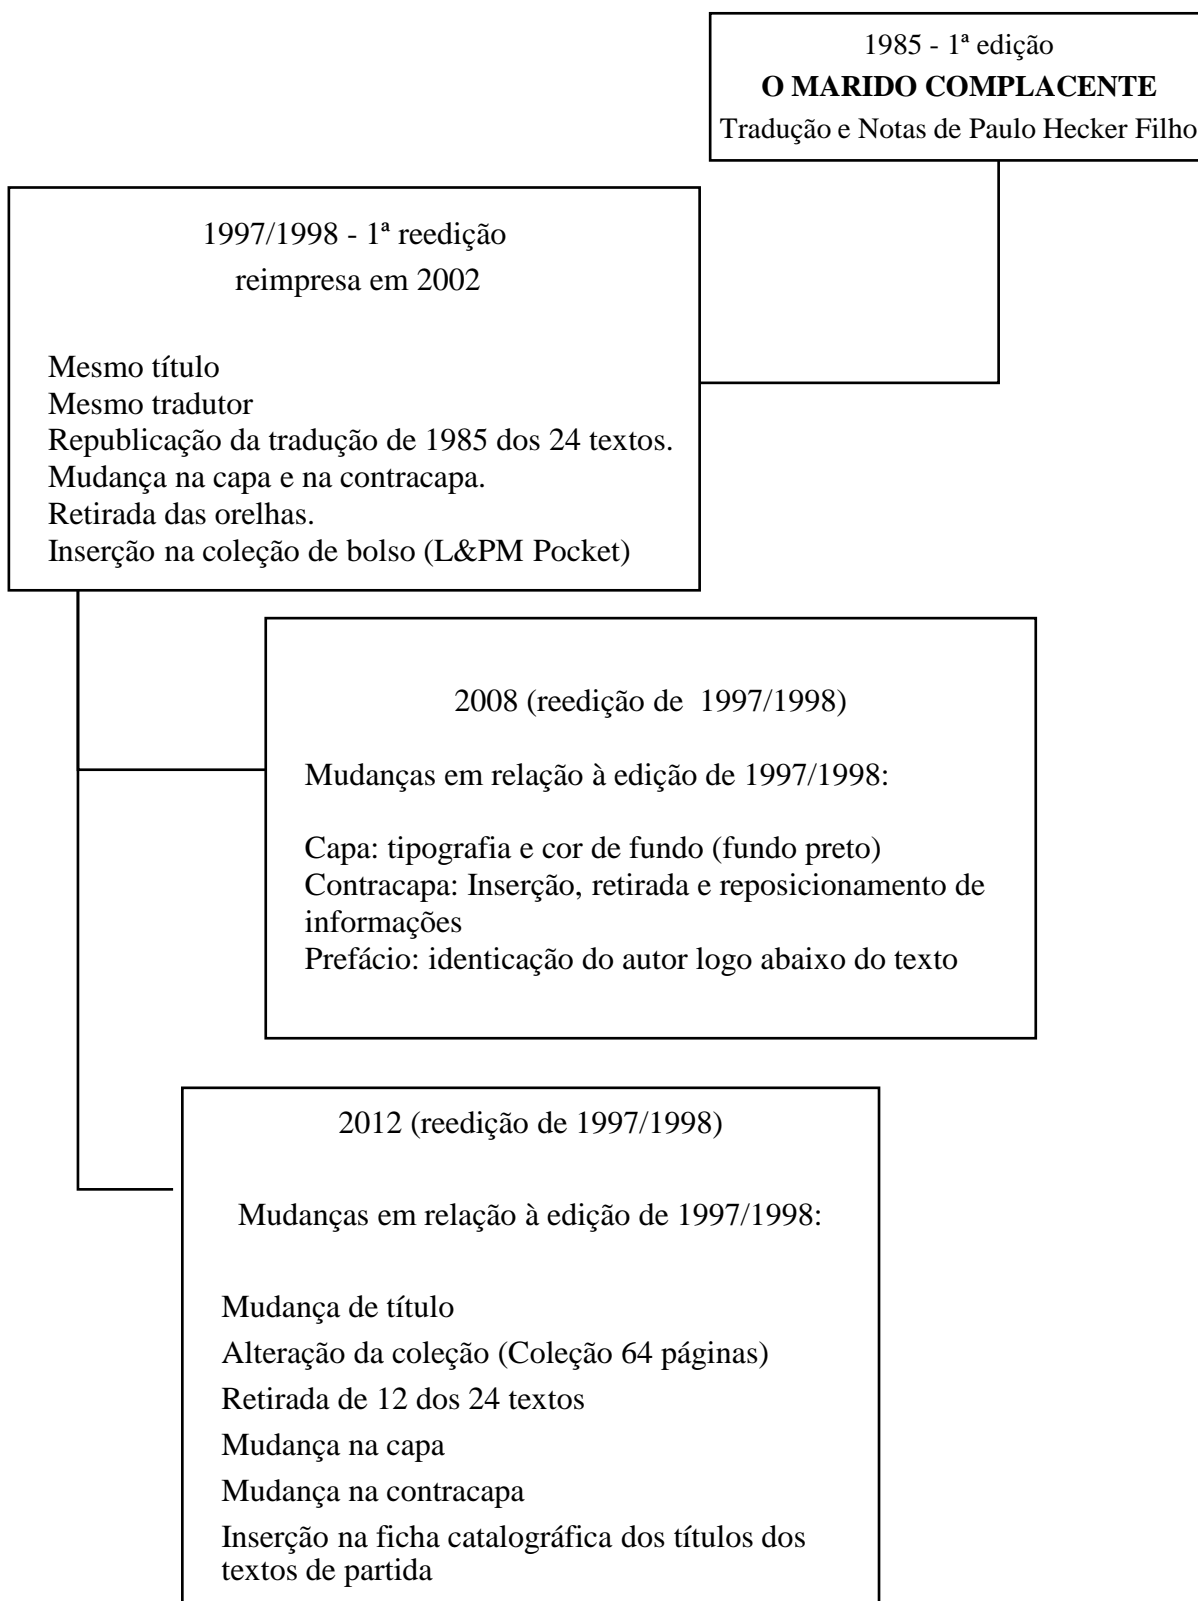 1985 - 1ª edição
O MARIDO COMPLACENTE
Tradução e Notas de Paulo Hecker Filho
1997/1998 - 1ª reedição
reimpresa em 2002
Mesmo título
Mesmo tradutor
Republicação da tradução de 1985 dos 24 textos.
Mudança na capa e na contracapa.
Retirada das orelhas.
Inserção na coleção de bolso (L&PM Pocket)
2008 (reedição de 1997/1998)
Mudanças em relação à edição de 1997/1998:
Capa: tipografia e cor de fundo (fundo preto)
Contracapa: Inserção, retirada e reposicionamento de
informações
Prefácio: identicação do autor logo abaixo do texto
2012 (reedição de 1997/1998)
Mudanças em relação à edição de 1997/1998:
Mudança de título
Alteração da coleção (Coleção 64 páginas)
Retirada de 12 dos 24 textos
Mudança na capa
Mudança na contracapa
Inserção na ficha catalográfica dos títulos dos
textos de partida